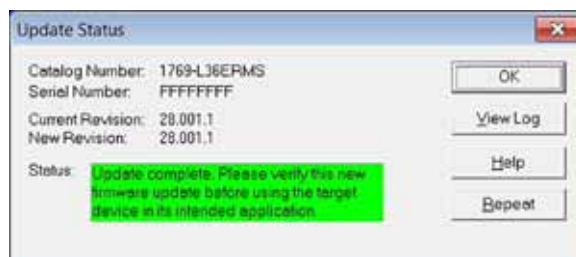 Update Status
Catalog Number: 1769-L36ERMS
Serial Number: FFFFFFFF
Current Revision: 28.001.1
New Revision: 28.001.1
Status: Update complete. Please verify this new
firmware update before using the target
device in its intended application.
OK
View Log
Help
Repeat